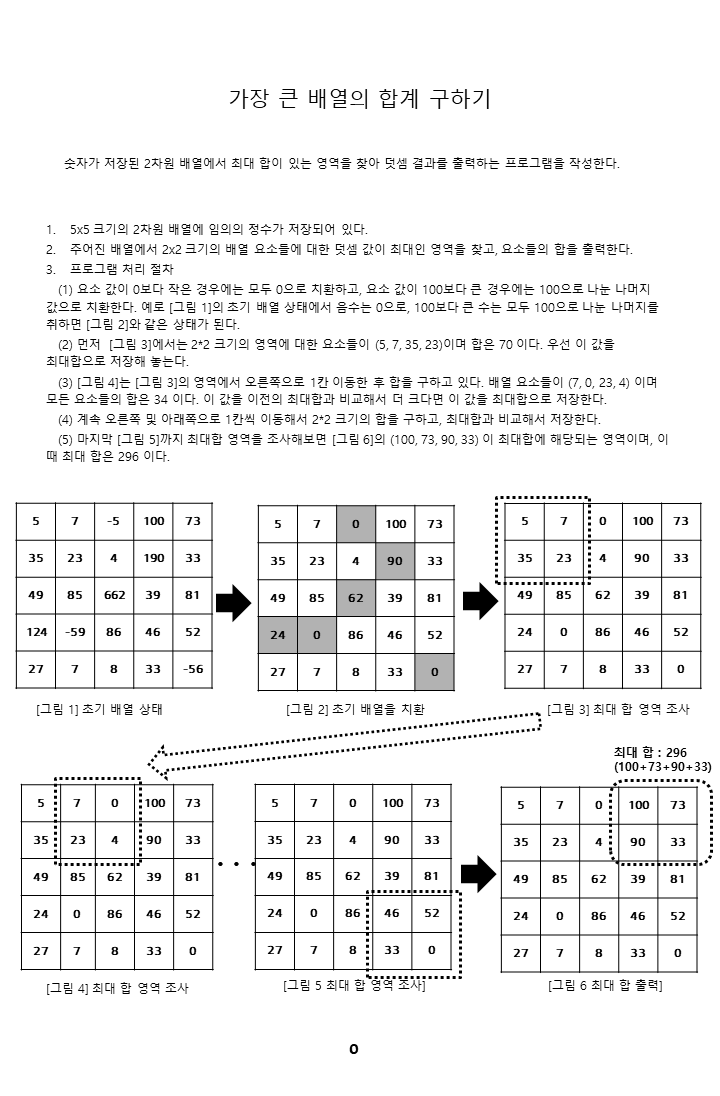 가장 큰 배열의 합계 구하기
숫자가 저장된 2차원 배열에서 최대 합이 있는 영역을 찾아 덧셈 결과를 출력하는 프로그램을 작성한다.
1. 5x5 크기의 2차원 배열에 임의의 정수가 저장되어 있다.
2. 주어진 배열에서 2x2 크기의 배열 요소들에 대한 덧셈 값이 최대인 영역을 찾고, 요소들의 합을 출력한다.
3. 프로그램 처리 절차
(1) 요소 값이 0보다 작은 경우에는 모두 0으로 치환하고, 요소 값이 100보다 큰 경우에는 100으로 나눈 나머지
값으로 치환한다. 예로 [그림 1]의 초기 배열 상태에서 음수는 0으로, 100보다 큰 수는 모두 100으로 나눈 나머지를
취하면 [그림 2]와 같은 상태가 된다.
(2) 먼저 [그림 3]에서는 2*2 크기의 영역에 대한 요소들이 (5, 7, 35, 23)이며 합은 70 이다. 우선 이 값을
최대합으로 저장해 놓는다.
(3) [그림 4]는 [그림 3]의 영역에서 오른쪽으로 1칸 이동한 후 합을 구하고 있다. 배열 요소들이 (7, 0, 23, 4) 이며
모든 요소들의 합은 34 이다. 이 값을 이전의 최대합과 비교해서 더 크다면 이 값을 최대합으로 저장한다.
(4) 계속 오른쪽 및 아래쪽으로 1칸씩 이동해서 2*2 크기의 합을 구하고, 최대합과 비교해서 저장한다.
(5) 마지막 [그림 5]까지 최대합 영역을 조사해보면 [그림 6]의 (100, 73, 90, 33) 이 최대합에 해당되는 영역이며, 이
때 최대 합은 296 이다.
5 7 -5 100 73
35 23 4 190 33
49 85 662 39 81
124 -59 86 46 52
27 7 8 33 -56
[그림 1] 초기 배열 상태
5 7 0 100 73
35 23 4 90 33
49 85 62 39 81
24 0 86 46 52
27 7 8 33 0
[그림 2] 초기 배열을 치환
5 7 0 100 73
35 23 4 90 33
49 85 62 39 81
24 0 86 46 52
27 7 8 33 0
[그림 3] 최대 합 영역 조사
5 7 0 100 73
35 23 4 90 33
49 85 62 39 81
24 0 86 46 52
27 7 8 33 0
[그림 4] 최대 합 영역 조사
5 7 0 100 73
35 23 4 90 33
49 85 62 39 81
24 0 86 46 52
27 7 8 33 0
[그림 5 최대 합 영역 조사]
최대 합 : 296
(100+73+90+33)
5 7 0 100 73
35 23 4 90 33
49 85 62 39 81
24 0 86 46 52
27 7 8 33 0
[그림 6 최대 합 출력]
0